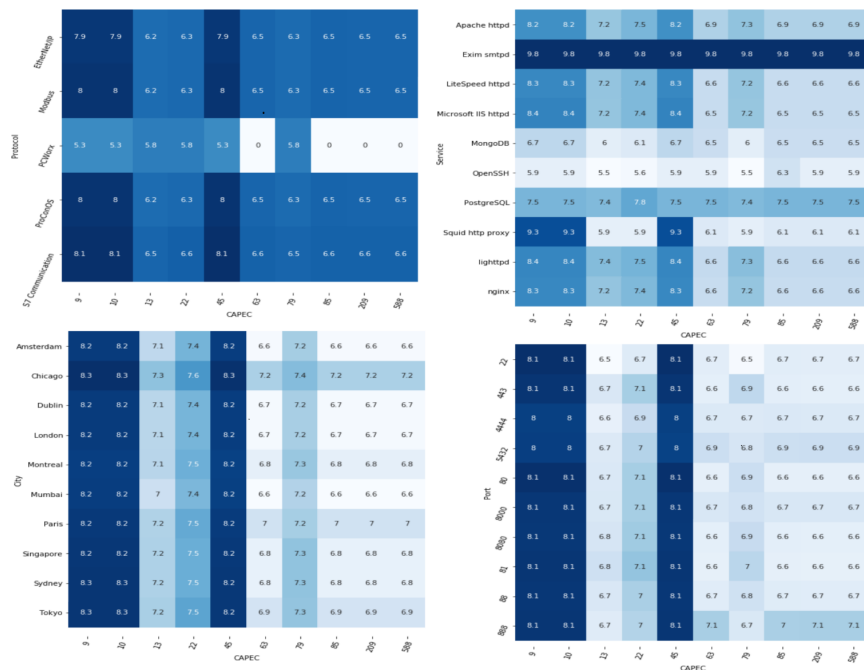 EtherNet/IP 7.9 7.9 6.2 6.3 7.9 6.5 6.3 6.5 6.5 6.5
Modbus 8 8 6.2 6.3 8 6.5 6.3 6.5 6.5 6.5
PCWorx 5.3 5.3 5.8 5.8 5.3 0 5.8 0 0 0
ProConOS 8 8 6.2 6.3 8 6.5 6.3 6.5 6.5 6.5
S7 Communication 8.1 8.1 6.5 6.6 8.1 6.6 6.5 6.6 6.6 6.6
Protocol
9 10 13 22 45 63 79 85 209 588
CAPEC
Apache httpd 8.2 8.2 7.2 7.5 8.2 6.9 7.3 6.9 6.9 6.9
Exim smtpd 9.8 9.8 9.8 9.8 9.8 9.8 9.8 9.8 9.8 9.8
LiteSpeed httpd 8.3 8.3 7.2 7.4 8.3 6.6 7.2 6.6 6.6 6.6
Microsoft IIS httpd 8.4 8.4 7.2 7.4 8.4 6.5 7.2 6.5 6.5 6.5
MongoDB 6.7 6.7 6 6.1 6.7 6.5 6 6.5 6.5 6.5
OpenSSH 5.9 5.9 5.5 5.6 5.9 5.9 5.5 6.3 5.9 5.9
PostgreSQL 7.5 7.5 7.4 7.8 7.5 7.5 7.4 7.5 7.5 7.5
Squid http proxy 9.3 9.3 5.9 5.9 9.3 6.1 5.9 6.1 6.1 6.1
lighttpd 8.4 8.4 7.4 7.5 8.4 6.6 7.3 6.6 6.6 6.6
nginx 8.3 8.3 7.2 7.4 8.3 6.6 7.2 6.6 6.6 6.6
Service
9 10 13 22 45 63 79 85 209 588
CAPEC
Amsterdam 8.2 8.2 7.1 7.4 8.2 6.6 7.2 6.6 6.6 6.6
Chicago 8.3 8.3 7.3 7.6 8.3 7.2 7.4 7.2 7.2 7.2
Dublin 8.2 8.2 7.1 7.4 8.2 6.7 7.2 6.7 6.7 6.7
London 8.2 8.2 7.1 7.4 8.2 6.7 7.2 6.7 6.7 6.7
Montreal 8.2 8.2 7.1 7.5 8.2 6.8 7.3 6.8 6.8 6.8
Mumbai 8.2 8.2 7 7.4 8.2 6.6 7.2 6.6 6.6 6.6
Paris 8.2 8.2 7.2 7.5 8.2 7 7.2 7 7 7
Singapore 8.2 8.2 7.2 7.5 8.2 6.8 7.3 6.8 6.8 6.8
Sydney 8.3 8.3 7.2 7.5 8.2 6.8 7.3 6.8 6.8 6.8
Tokyo 8.3 8.3 7.2 7.5 8.2 6.9 7.3 6.9 6.9 6.9
City
9 10 13 22 45 63 79 85 209 588
CAPEC
22 8.1 8.1 6.5 6.7 8.1 6.7 6.5 6.7 6.7 6.7
443 8.1 8.1 6.7 7.1 8.1 6.6 6.9 6.6 6.6 6.6
4444 8 8 6.6 6.9 8 6.7 6.7 6.7 6.7 6.7
5432 8 8 6.7 7 8 6.9 6.8 6.9 6.9 6.9
80 8.1 8.1 6.7 7.1 8.1 6.6 6.9 6.6 6.6 6.6
8000 8.1 8.1 6.7 7.1 8.1 6.7 6.8 6.7 6.7 6.7
8080 8.1 8.1 6.7 7.1 8.1 6.6 6.9 6.6 6.6 6.6
81 8.1 8.1 6.8 7.1 8.1 6.6 7 6.6 6.6 6.6
88 8.1 8.1 6.7 7 8.1 6.7 6.8 6.7 6.7 6.7
888 8.1 8.1 6.7 7 8.1 7.1 6.7 7 7.1 7.1
Port
9 10 13 22 45 63 79 85 209 588
CAPEC